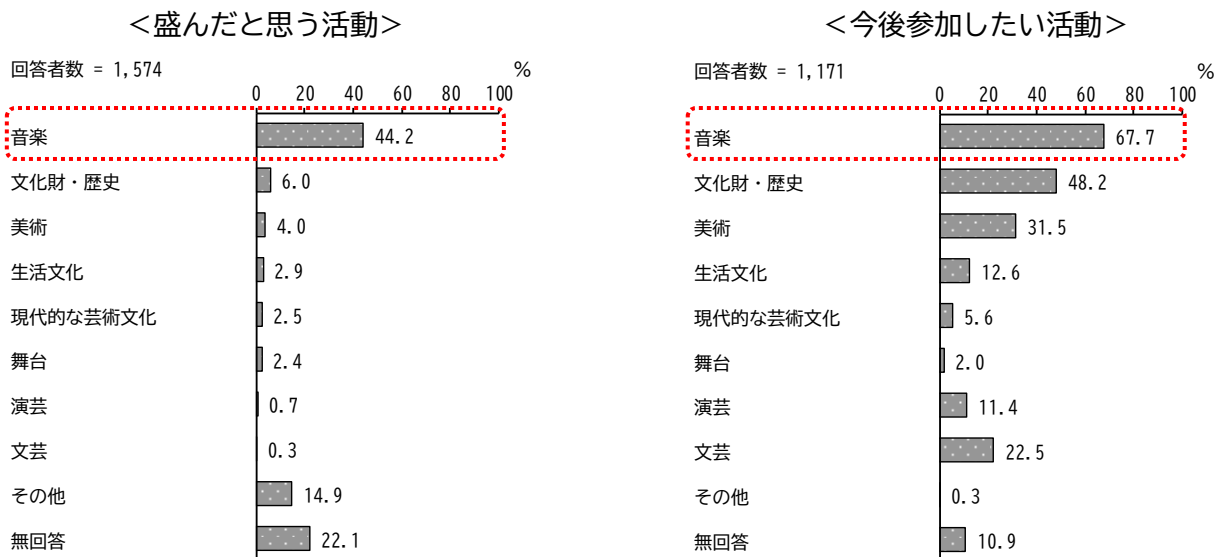 ＜盛んだと思う活動＞
回答者数 = 1,574
%
0 20 40 60 80 100
音楽 44.2
文化財・歴史 6.0
美術 4.0
生活文化 2.9
現代的な芸術文化 2.5
舞台 2.4
演芸 0.7
文芸 0.3
その他 14.9
無回答 22.1
＜今後参加したい活動＞
回答者数 = 1,171
%
0 20 40 60 80 100
音楽 67.7
文化財・歴史 48.2
美術 31.5
生活文化 12.6
現代的な芸術文化 5.6
舞台 2.0
演芸 11.4
文芸 22.5
その他 0.3
無回答 10.9